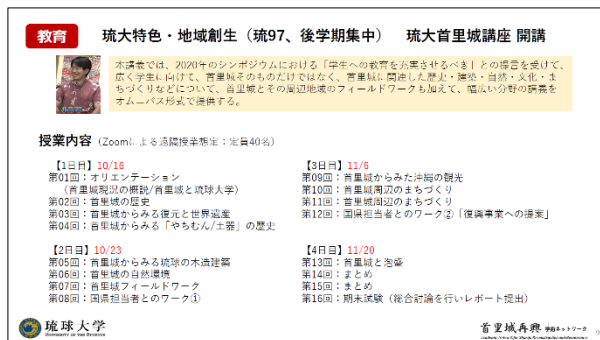 教育
琉大特色・地域創生（琉97、後学期集中）　琉大首里城講座 開講
本講義では、2020年のシンポジウムにおける「学生への教育を充実させるべき」との提言を受けて、
広く学生に向けて、首里城そのものだけではなく、首里城に関連した歴史・建築・自然・文化・ま
ちづくりなどについて、首里城とその周辺地域のフィールドワークも加えて、幅広い分野の講義を
オムニバス形式で提供する。
授業内容（Zoomによる遠隔授業想定：定員40名）
【1日目】10/16
第01回：オリエンテーション
（首里城現況の概説/首里城と琉球大学）
第02回：首里城の歴史
第03回：首里城からみる復元と世界遺産
第04回：首里城からみる「やちむん/土器」の歴史
【2日目】10/23
第05回：首里城からみる琉球の木造建築
第06回：首里城の自然環境
第07回：首里城フィールドワーク
第08回：国県担当者とのワーク①
【3日目】11/6
第09回：首里城からみた沖縄の観光
第10回：首里城周辺のまちづくり
第11回：首里城周辺のまちづくり
第12回：国県担当者とのワーク②「復興事業への提案」
【4日目】11/20
第13回：首里城と泡盛
第14回：まとめ
第15回：まとめ
第16回：期末試験（総合討論を行いレポート提出）
琉球大学
UNIVERSITY OF THE RYUKYUS
首里城再興 学術ネットワーク
9